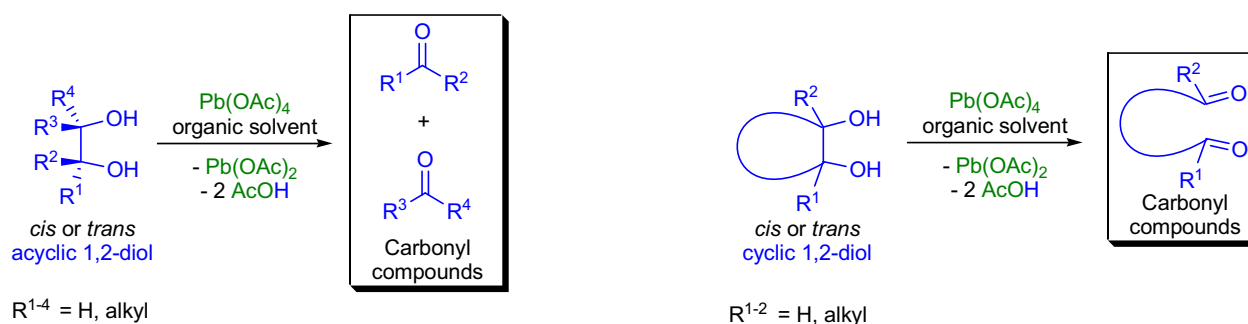 R⁴
R³
OH
R²
OH
R¹
cis or trans
acyclic 1,2-diol
R¹⁻⁴ = H, alkyl
Pb(OAc)₄
organic solvent
- Pb(OAc)₂
- 2 AcOH
O
R¹ R²
+
O
R³ R⁴
Carbonyl
compounds
R²
OH
OH
R¹
cis or trans
cyclic 1,2-diol
R¹⁻² = H, alkyl
Pb(OAc)₄
organic solvent
- Pb(OAc)₂
- 2 AcOH
R²
O
O
R¹
Carbonyl
compounds